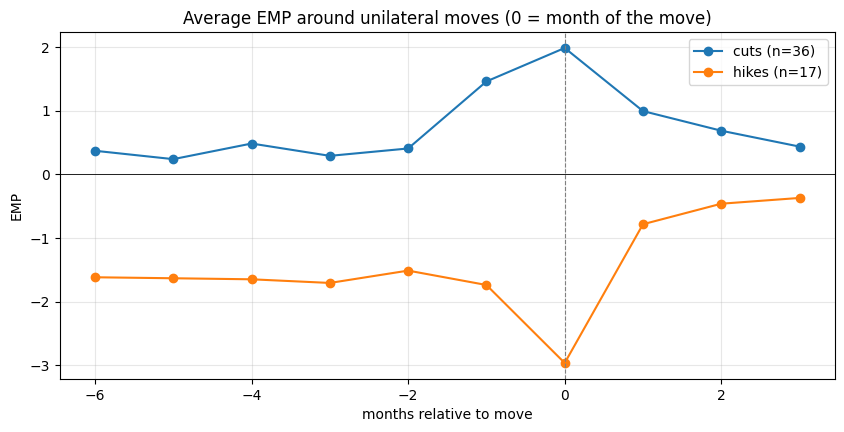 Average EMP around unilateral moves (0 = month of the move)
cuts (n=36)
hikes (n=17)
EMP
2
1
0
−1
−2
−3
−6
−4
−2
0
2
months relative to move